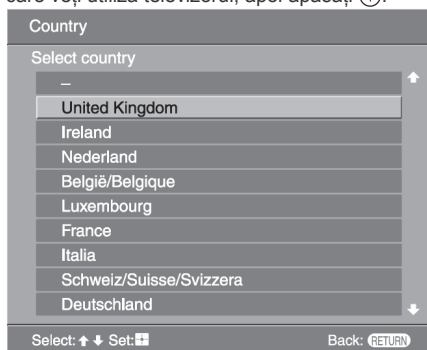 care veți utiliza televizorul, apoi apăsați
Country
Select country
–
United Kingdom
Ireland
Nederland
België/Belgique
Luxembourg
France
Italia
Schweiz/Suisse/Svizzera
Deutschland
Select: ↑ ↓ Set: Back: RETURN